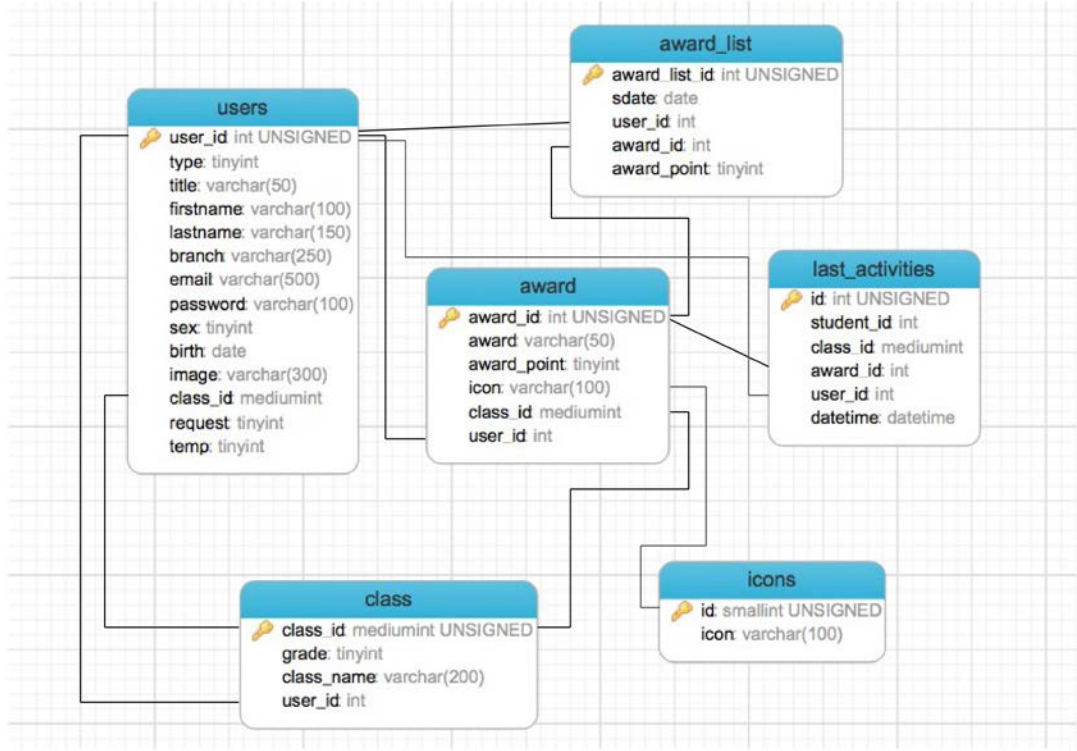 award_list
award_list_id: int UNSIGNED
sdate: date
user_id: int
award_id: int
award_point: tinyint
users
user_id: int UNSIGNED
type: tinyint
title: varchar(50)
firstname: varchar(100)
lastname: varchar(150)
branch: varchar(250)
email: varchar(500)
password: varchar(100)
sex: tinyint
birth: date
image: varchar(300)
class_id: mediumint
request: tinyint
temp: tinyint
award
award_id: int UNSIGNED
award: varchar(50)
award_point: tinyint
icon: varchar(100)
class_id: mediumint
user_id: int
last_activities
id: int UNSIGNED
student_id: int
class_id: mediumint
award_id: int
user_id: int
datetime: datetime
class
class_id: mediumint UNSIGNED
grade: tinyint
class_name: varchar(200)
user_id: int
icons
id: smallint UNSIGNED
icon: varchar(100)